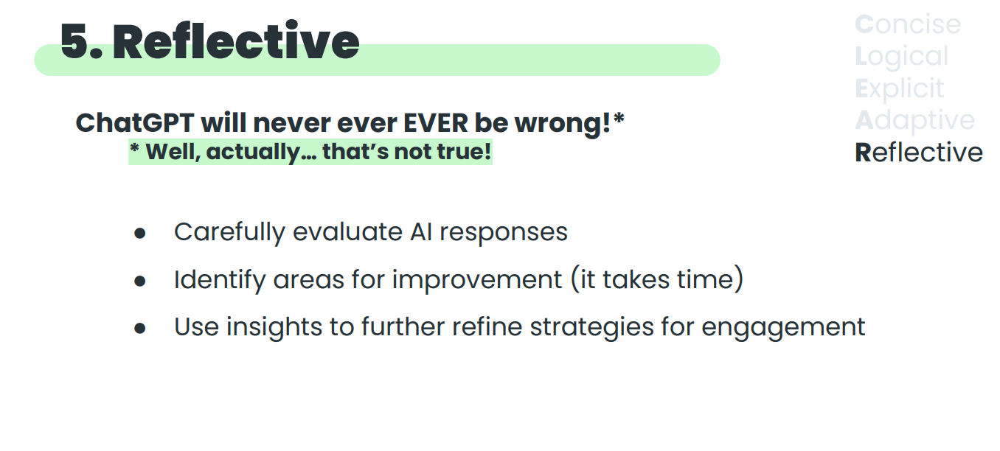 5. Reflective
ChatGPT will never ever EVER be wrong!*
* Well, actually… that’s not true!
● Carefully evaluate AI responses
● Identify areas for improvement (it takes time)
● Use insights to further refine strategies for engagement
Concise
Logical
Explicit
Adaptive
Reflective